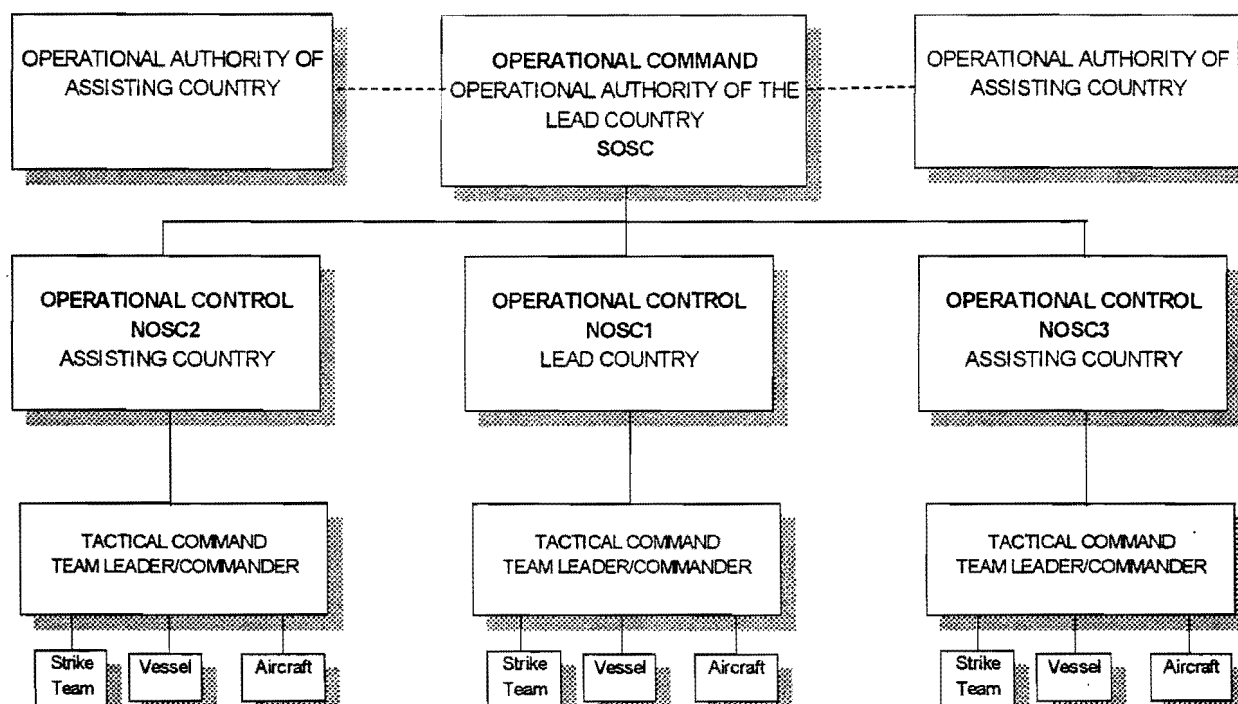 OPERATIONAL AUTHORITY OF
ASSISTING COUNTRY
OPERATIONAL COMMAND
OPERATIONAL AUTHORITY OF THE
LEAD COUNTRY
SOSC
OPERATIONAL AUTHORITY OF
ASSISTING COUNTRY
OPERATIONAL CONTROL
NOSC2
ASSISTING COUNTRY
OPERATIONAL CONTROL
NOSC1
LEAD COUNTRY
OPERATIONAL CONTROL
NOSC3
ASSISTING COUNTRY
TACTICAL COMMAND
TEAM LEADER/COMMANDER
TACTICAL COMMAND
TEAM LEADER/COMMANDER
TACTICAL COMMAND
TEAM LEADER/COMMANDER
Strike
Team
Vessel
Aircraft
Strike
Team
Vessel
Aircraft
Strike
Team
Vessel
Aircraft